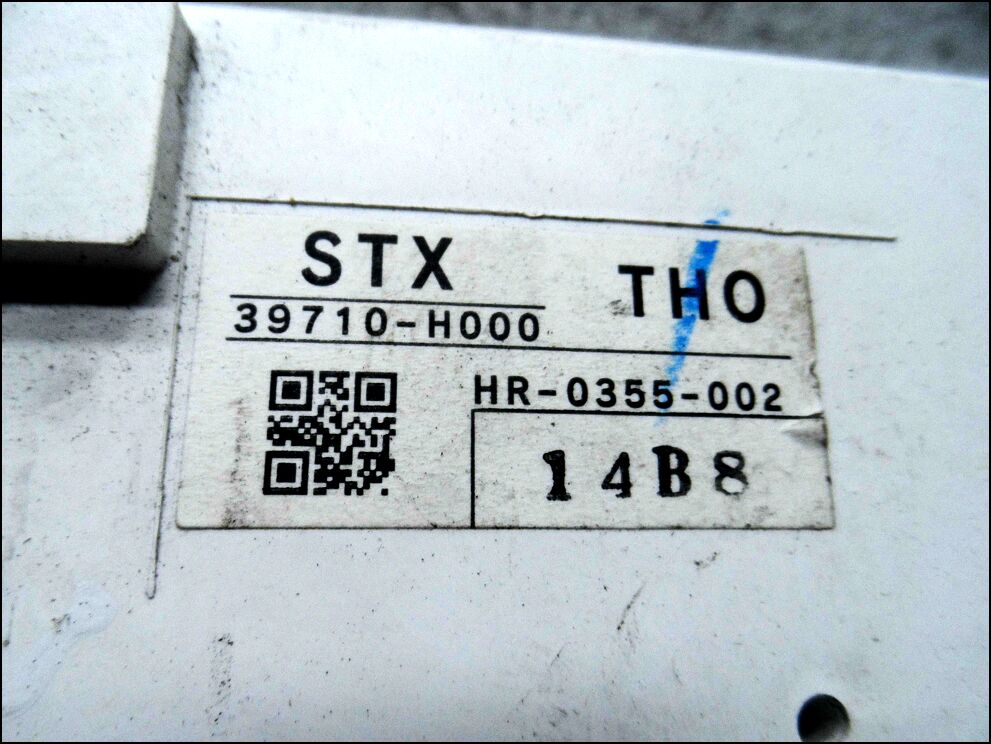 STX THO
39710-H000
HR-0355-002
14B8